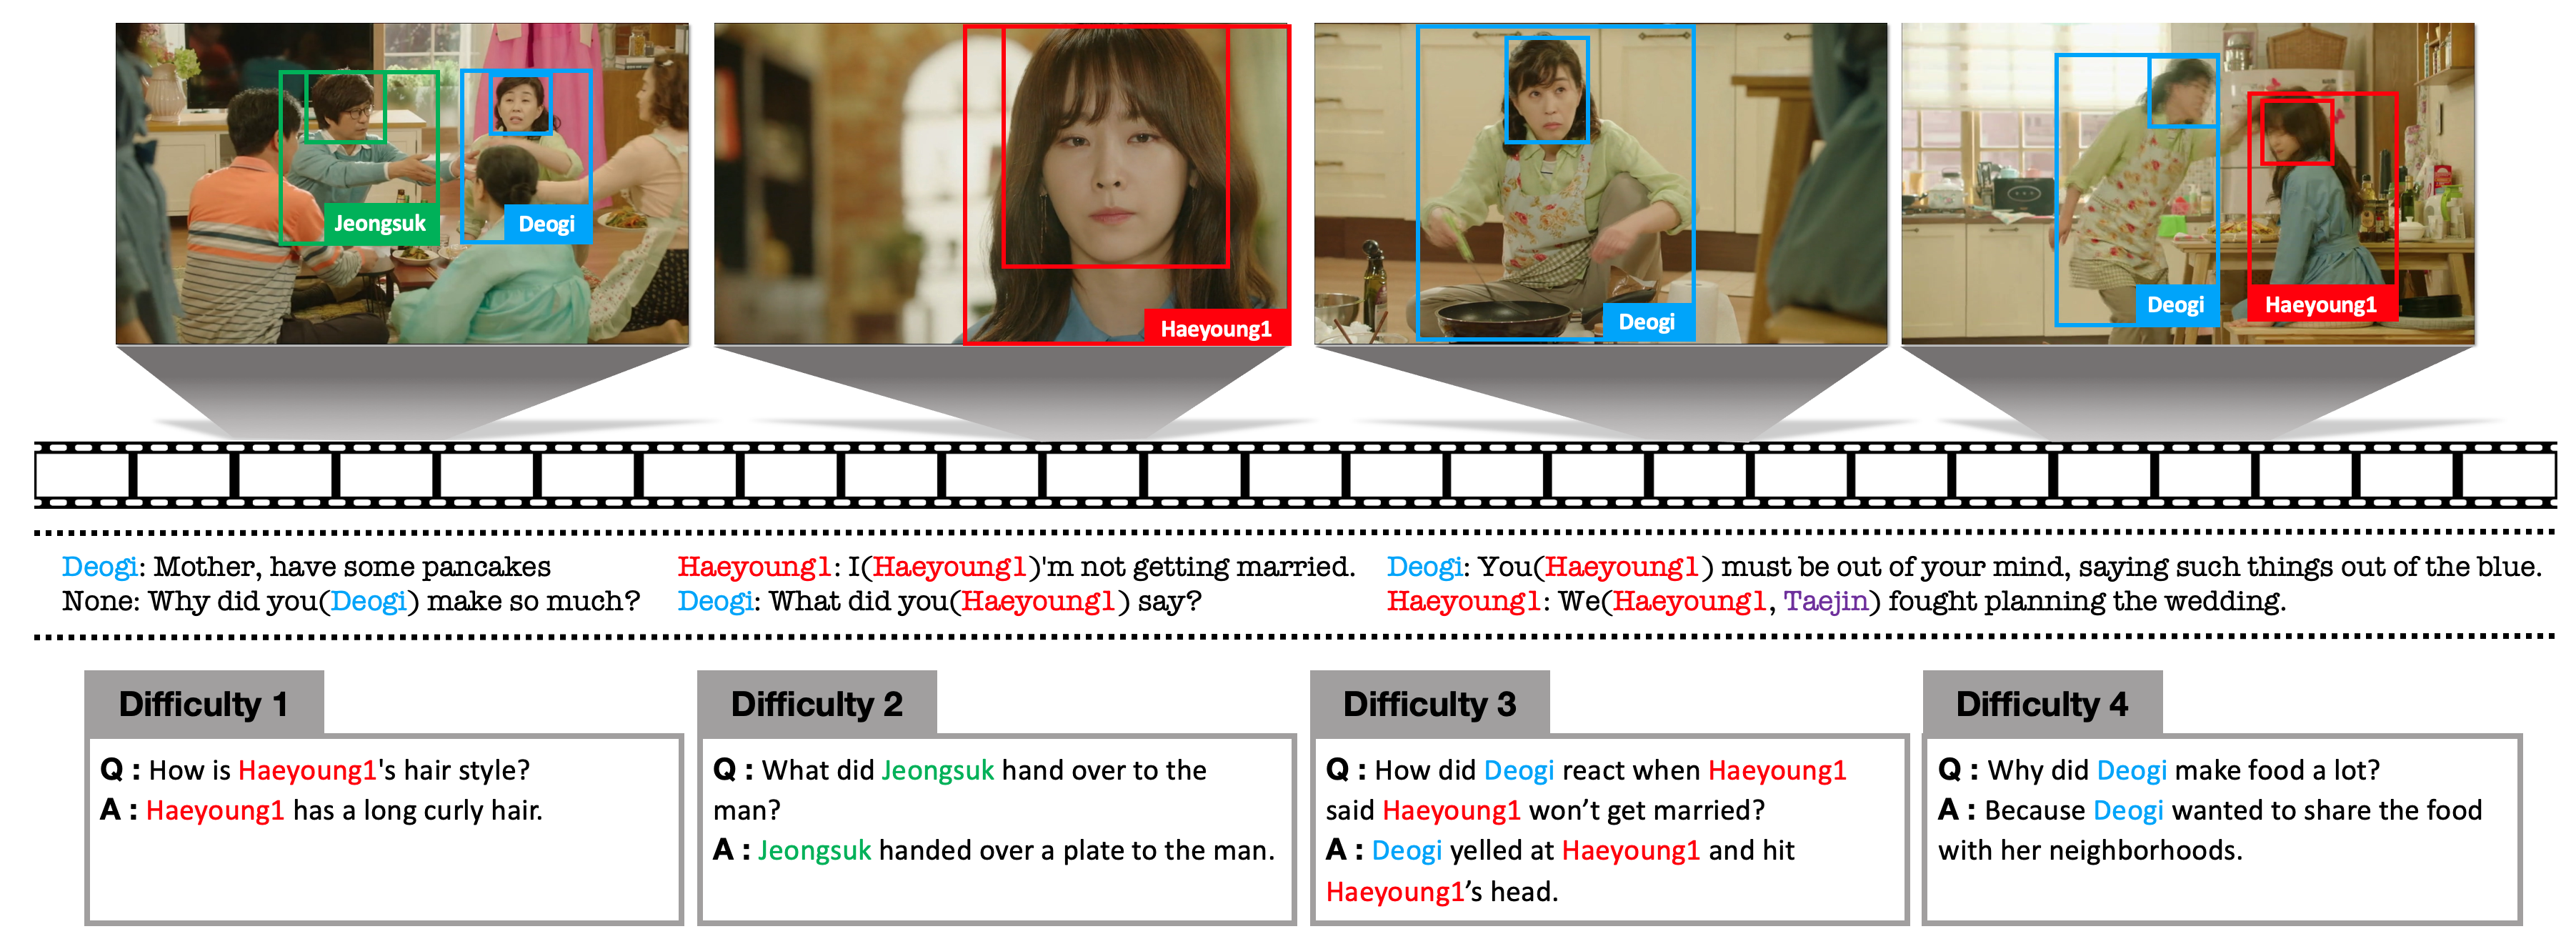 Jeongsuk
Deogi
Haeyoung1
Deogi
Deogi
Haeyoung1
Deogi: Mother, have some pancakes
None: Why did you(Deogi) make so much?
Haeyoung1: I(Haeyoung1)'m not getting married.
Deogi: What did you(Haeyoung1) say?
Deogi: You(Haeyoung1) must be out of your mind, saying such things out of the blue.
Haeyoung1: We(Haeyoung1, Taejin) fought planning the wedding.
Difficulty 1
Q : How is Haeyoung1's hair style?
A : Haeyoung1 has a long curly hair.
Difficulty 2
Q : What did Jeongsuk hand over to the
man?
A : Jeongsuk handed over a plate to the man.
Difficulty 3
Q : How did Deogi react when Haeyoung1
said Haeyoung1 won’t get married?
A : Deogi yelled at Haeyoung1 and hit
Haeyoung1’s head.
Difficulty 4
Q : Why did Deogi make food a lot?
A : Because Deogi wanted to share the food
with her neighborhoods.